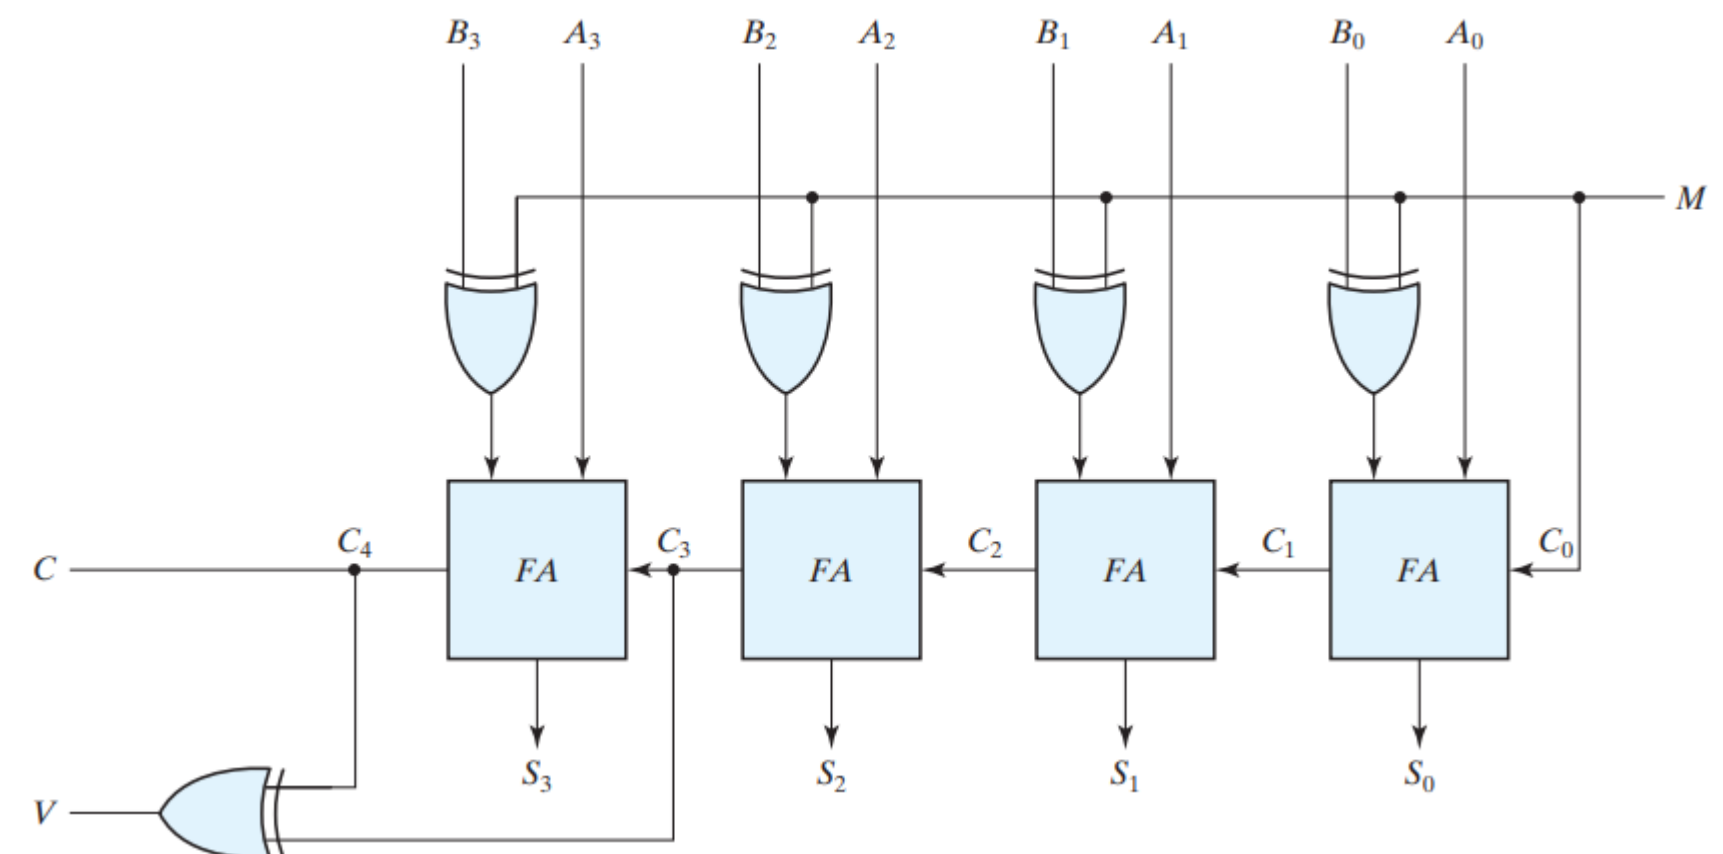 B₃ A₃ B₂ A₂ B₁ A₁ B₀ A₀
M
C C₄ FA C₃ FA C₂ FA C₁ FA C₀
S₃ S₂ S₁ S₀
V